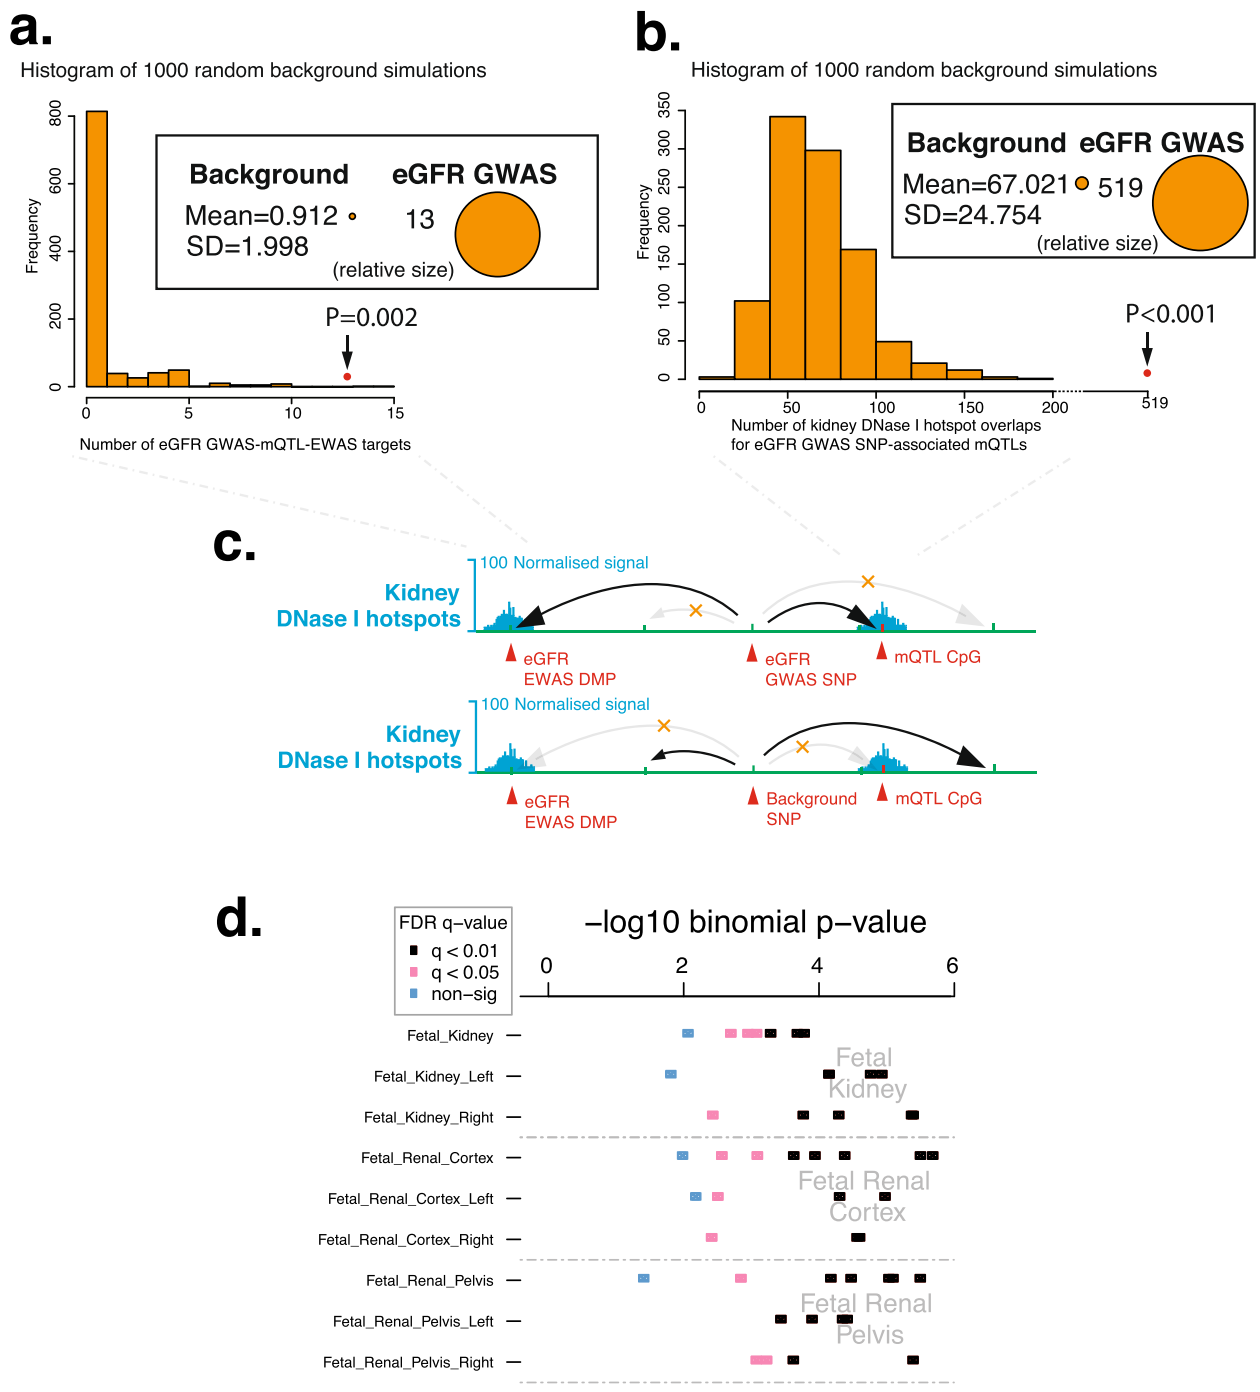 a.
Histogram of 1000 random background simulations
Frequency
0
200
400
600
800
Background eGFR GWAS
Mean=0.912 13
SD=1.998
(relative size)
P=0.002
0 5 10 15
Number of eGFR GWAS-mQTL-EWAS targets
b.
Histogram of 1000 random background simulations
Frequency
0
50
100
150
200
250
300
350
Background eGFR GWAS
Mean=67.021 519
SD=24.754
(relative size)
P<0.001
0 50 100 150 200 519
Number of kidney DNase I hotspot overlaps
for eGFR GWAS SNP-associated mQTLs
c.
100 Normalised signal
Kidney
DNase I hotspots
eGFR
EWAS DMP
eGFR
GWAS SNP
mQTL CpG
100 Normalised signal
Kidney
DNase I hotspots
eGFR
EWAS DMP
Background
SNP
mQTL CpG
d.
FDR q−value
q < 0.01
q < 0.05
non−sig
−log10 binomial p−value
0 2 4 6
Fetal_Kidney
Fetal_Kidney_Left
Fetal_Kidney_Right
Fetal
Kidney
Fetal_Renal_Cortex
Fetal_Renal_Cortex_Left
Fetal_Renal_Cortex_Right
Fetal Renal
Cortex
Fetal_Renal_Pelvis
Fetal_Renal_Pelvis_Left
Fetal_Renal_Pelvis_Right
Fetal Renal
Pelvis